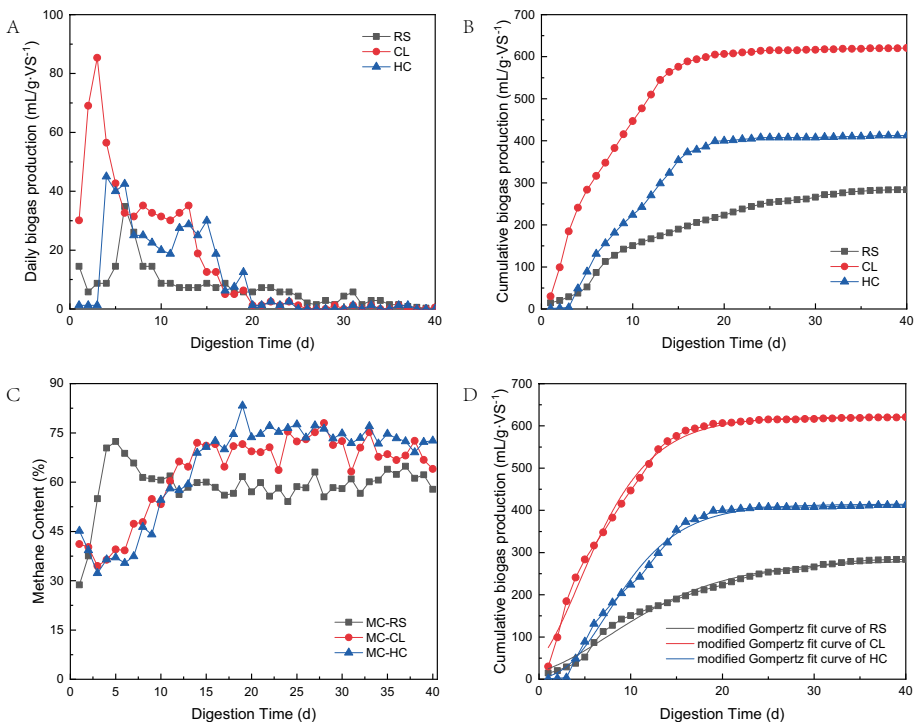 A
100
80
60
40
20
0
0
10
20
30
40
Daily biogas production (mL/g·VS⁻¹)
Digestion Time (d)
RS
CL
HC
B
700
600
500
400
300
200
100
0
0
10
20
30
40
Cumulative biogas production (mL/g·VS⁻¹)
Digestion Time (d)
RS
CL
HC
C
90
75
60
45
30
15
0
0
5
10
15
20
25
30
35
40
Methane Content (%)
Digestion Time (d)
MC-RS
MC-CL
MC-HC
D
700
600
500
400
300
200
100
0
0
10
20
30
40
Cumulative biogas production (mL/g·VS⁻¹)
Digestion Time (d)
modified Gompertz fit curve of RS
modified Gompertz fit curve of CL
modified Gompertz fit curve of HC